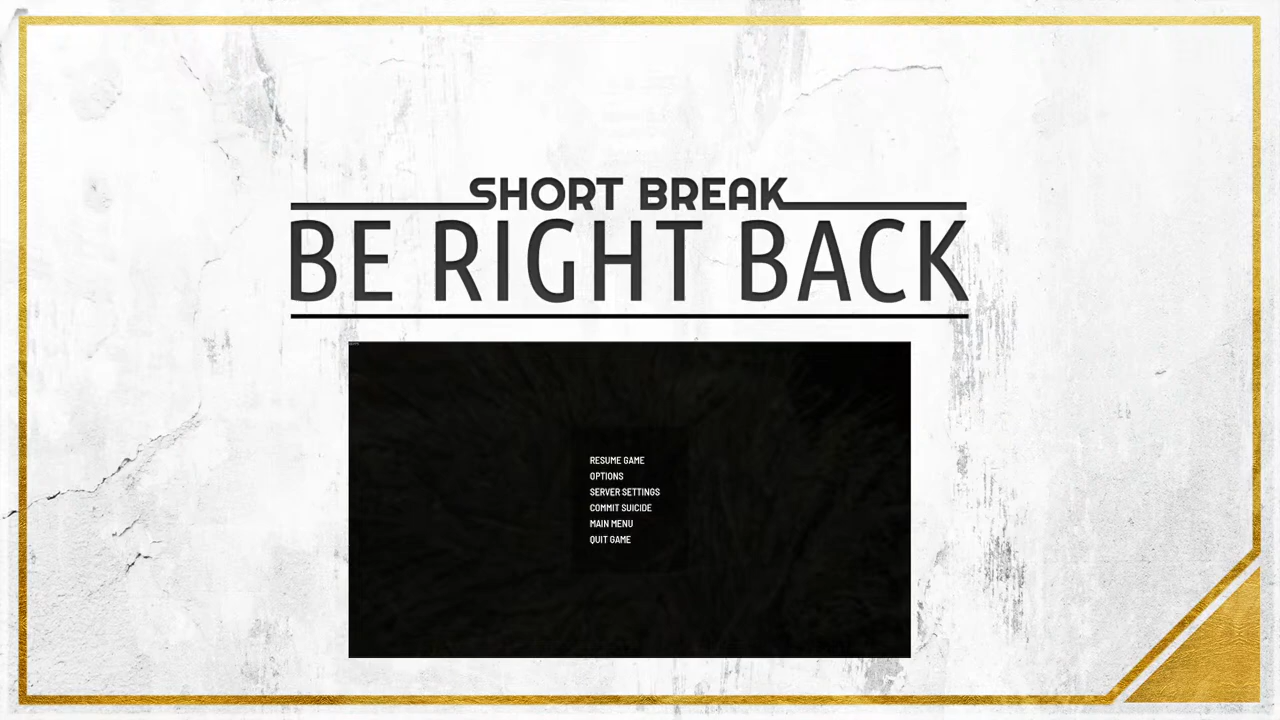 SHORT BREAK
BE RIGHT BACK
RESUME GAME
OPTIONS
SERVER SETTINGS
COMMIT SUICIDE
MAIN MENU
QUIT GAME